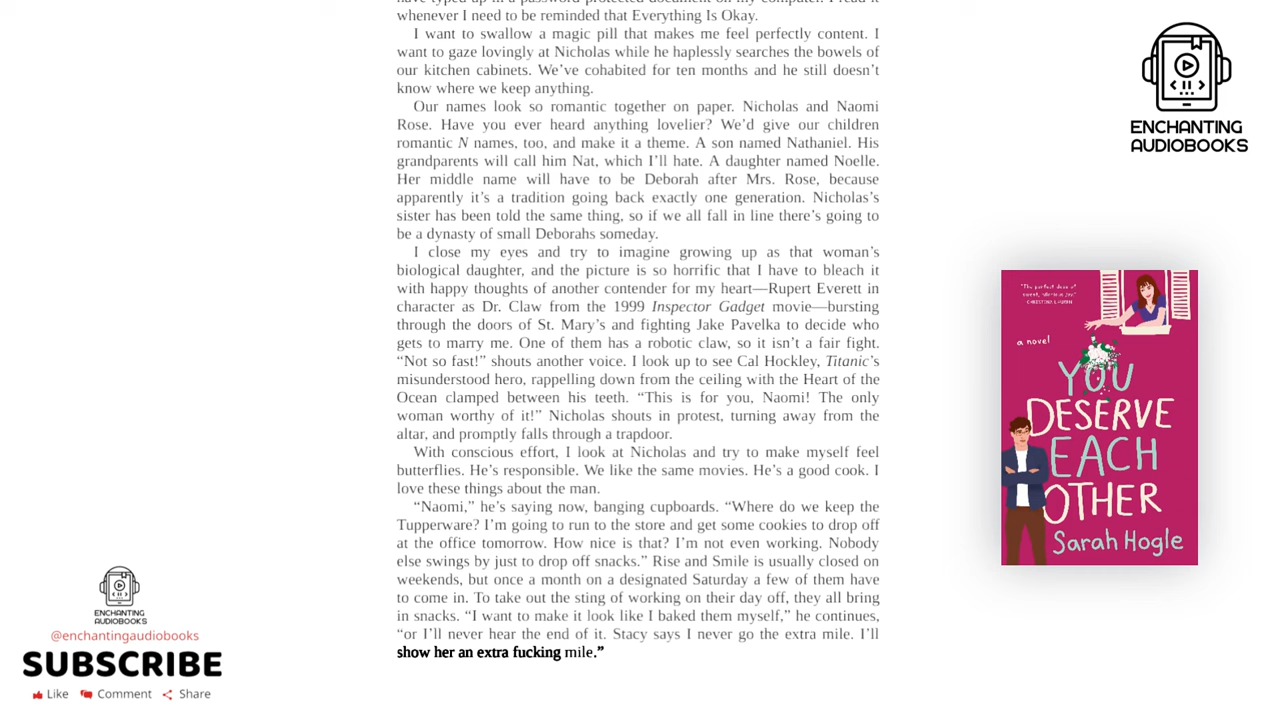 have typed up in a password-protected document on my computer. I read it
whenever I need to be reminded that Everything Is Okay.
I want to swallow a magic pill that makes me feel perfectly content. I
want to gaze lovingly at Nicholas while he haplessly searches the bowels of
our kitchen cabinets. We’ve cohabited for ten months and he still doesn’t
know where we keep anything.
Our names look so romantic together on paper. Nicholas and Naomi
Rose. Have you ever heard anything lovelier? We’d give our children
romantic N names, too, and make it a theme. A son named Nathaniel. His
grandparents will call him Nat, which I’ll hate. A daughter named Noelle.
Her middle name will have to be Deborah after Mrs. Rose, because
apparently it’s a tradition going back exactly one generation. Nicholas’s
sister has been told the same thing, so if we all fall in line there’s going to
be a dynasty of small Deborahs someday.
I close my eyes and try to imagine growing up as that woman’s
biological daughter, and the picture is so horrific that I have to bleach it
with happy thoughts of another contender for my heart—Rupert Everett in
character as Dr. Claw from the 1999 Inspector Gadget movie—bursting
through the doors of St. Mary’s and fighting Jake Pavelka to decide who
gets to marry me. One of them has a robotic claw, so it isn’t a fair fight.
“Not so fast!” shouts another voice. I look up to see Cal Hockley, Titanic’s
misunderstood hero, rappelling down from the ceiling with the Heart of the
Ocean clamped between his teeth. “This is for you, Naomi! The only
woman worthy of it!” Nicholas shouts in protest, turning away from the
altar, and promptly falls through a trapdoor.
With conscious effort, I look at Nicholas and try to make myself feel
butterflies. He’s responsible. We like the same movies. He’s a good cook. I
love these things about the man.
“Naomi,” he’s saying now, banging cupboards. “Where do we keep the
Tupperware? I’m going to run to the store and get some cookies to drop off
at the office tomorrow. How nice is that? I’m not even working. Nobody
else swings by just to drop off snacks.” Rise and Smile is usually closed on
weekends, but once a month on a designated Saturday a few of them have
to come in. To take out the sting of working on their day off, they all bring
in snacks. “I want to make it look like I baked them myself,” he continues,
“or I’ll never hear the end of it. Stacy says I never go the extra mile. I’ll
show her an extra fucking mile.”
ENCHANTING
AUDIOBOOKS
"The perfect dose of
a novel
YOU
DESERVE
EACH
OTHER
Sarah Hogle
ENCHANTING
AUDIOBOOKS
@enchantingaudiobooks
SUBSCRIBE
Like Comment Share